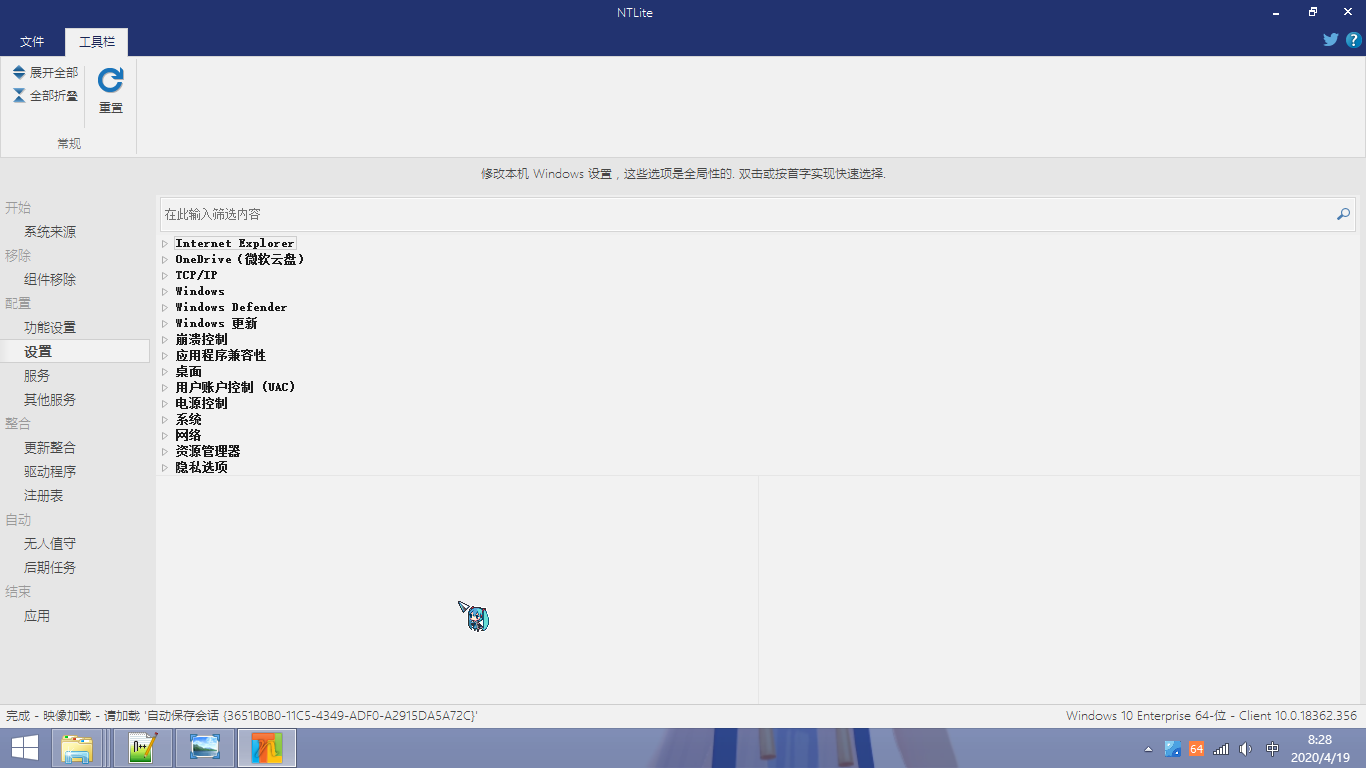 NTLite
文件
工具栏
展开全部
全部折叠
重置
常规
修改本机 Windows 设置，这些选项是全局性的. 双击或按首字实现快速选择.
开始
系统来源
移除
组件移除
配置
功能设置
设置
服务
其他服务
整合
更新整合
驱动程序
注册表
自动
无人值守
后期任务
结束
应用
在此输入筛选内容
Internet Explorer
OneDrive（微软云盘）
TCP/IP
Windows
Windows Defender
Windows 更新
崩溃控制
应用程序兼容性
桌面
用户账户控制 (UAC)
电源控制
系统
网络
资源管理器
隐私选项
完成 - 映像加载 - 请加载 '自动保存会话 {3651B0B0-11C5-4349-ADF0-A2915DA5A72C}'
Windows 10 Enterprise 64-位 - Client 10.0.18362.356
N++
64
中
8:28
2020/4/19